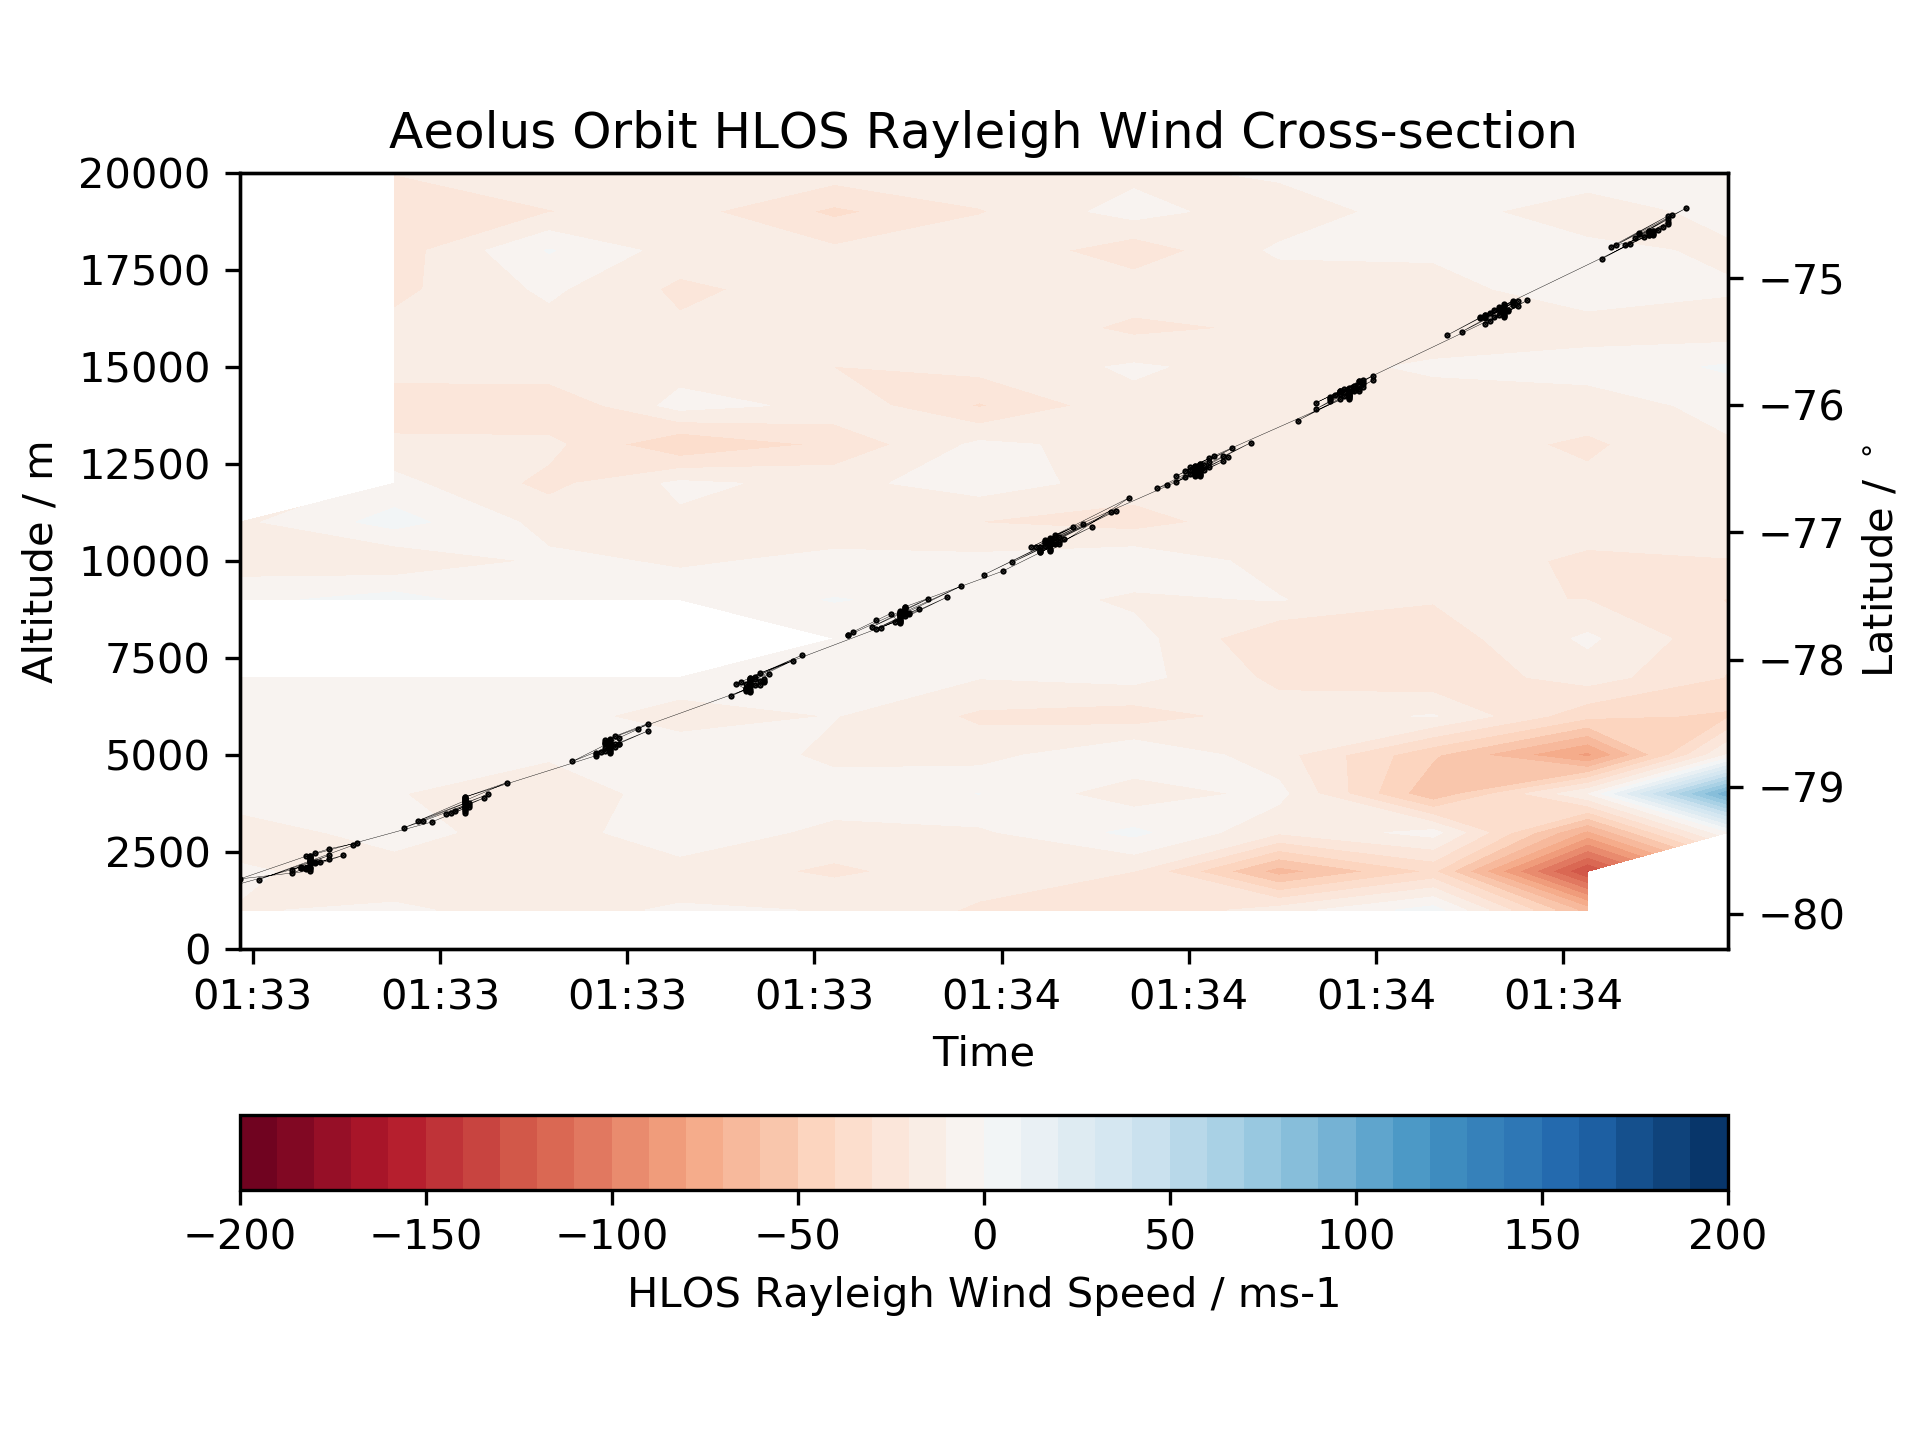 Aeolus Orbit HLOS Rayleigh Wind Cross-section
20000
17500
15000
12500
10000
7500
5000
2500
0
Altitude / m
−75
−76
−77
−78
−79
−80
Latitude / °
01:33 01:33 01:33 01:33 01:34 01:34 01:34 01:34
Time
−200 −150 −100 −50 0 50 100 150 200
HLOS Rayleigh Wind Speed / ms-1